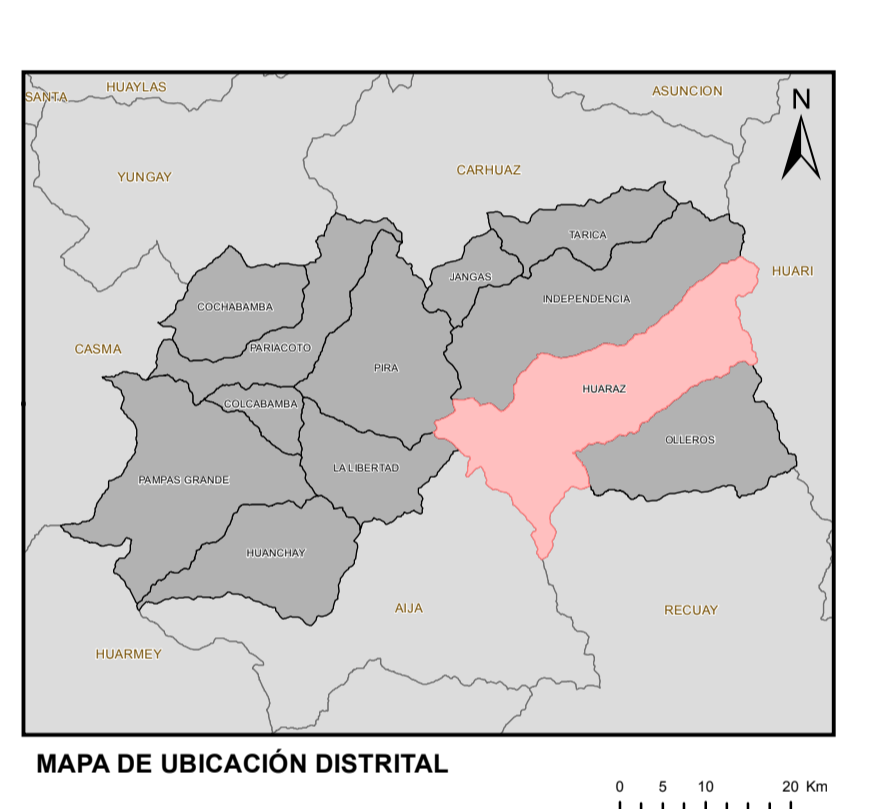 HUAYLAS
SANTA
ASUNCION
N
YUNGAY
CARHUAZ
TARICA
JANGAS
HUARI
INDEPENDENCIA
COCHABAMBA
PARIACOTO
CASMA
PIRA
HUARAZ
COLCABAMBA
OLLEROS
LA LIBERTAD
PAMPAS GRANDE
HUANCHAY
AIJA
RECUAY
HUARMEY
MAPA DE UBICACIÓN DISTRITAL
0 5 10 20 Km